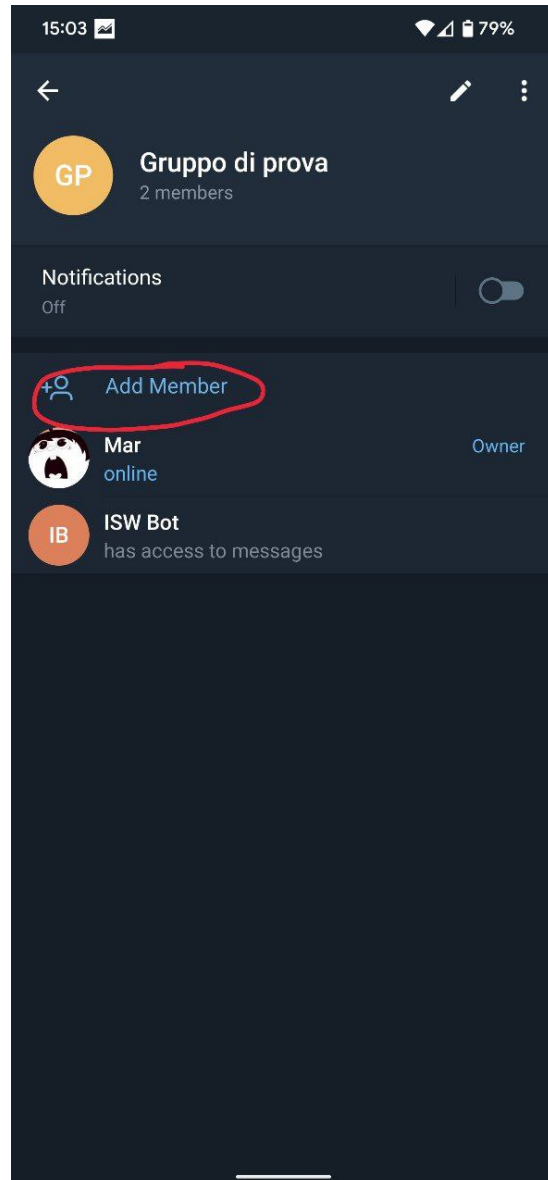 15:03 79%
GP Gruppo di prova
2 members
Notifications
Off
Add Member
Mar Owner
online
IB ISW Bot
has access to messages